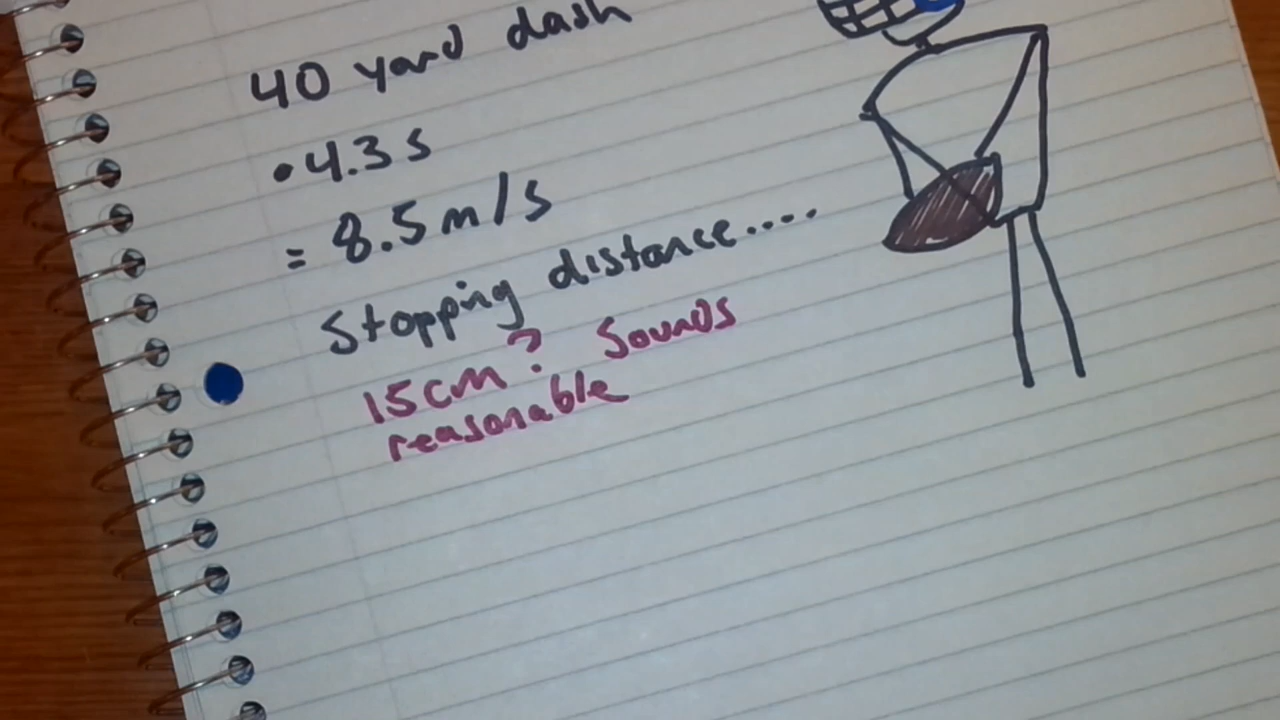 40 yard dash
• 4.3 s
= 8.5 m/s
Stopping distance....
15cm? Sounds
reasonable